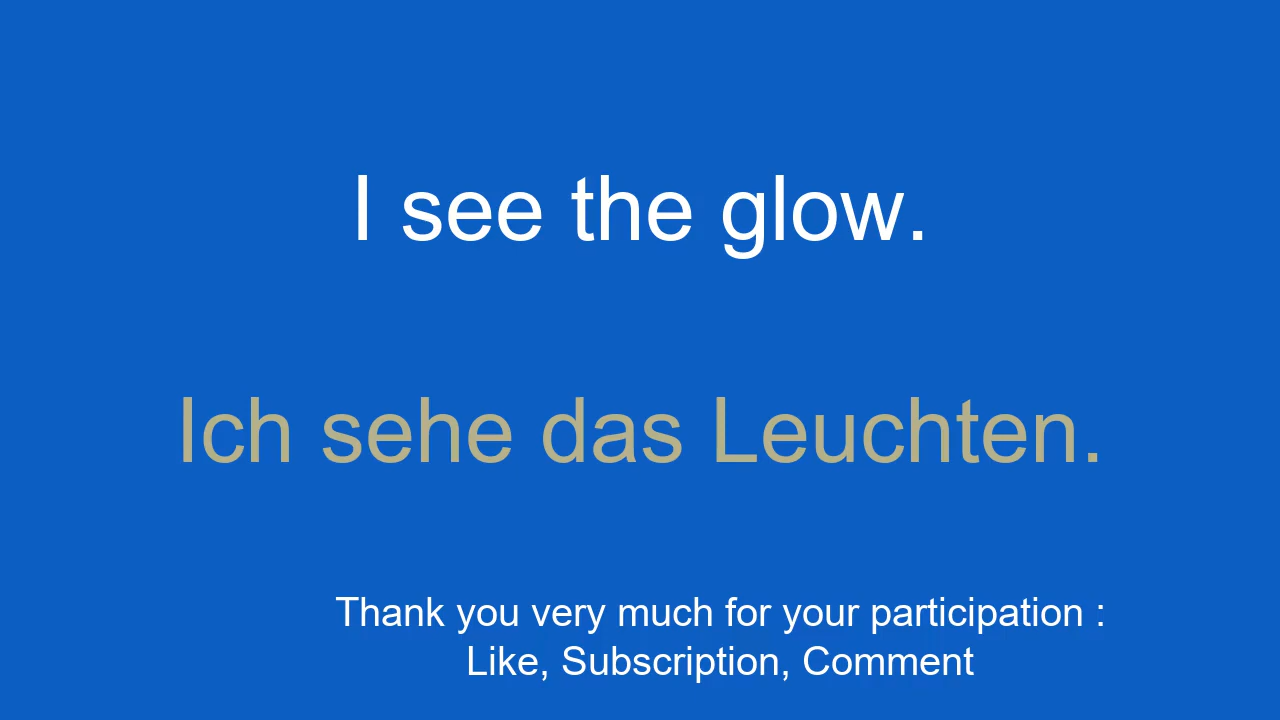 I see the glow.
Ich sehe das Leuchten.
Thank you very much for your participation :
Like, Subscription, Comment